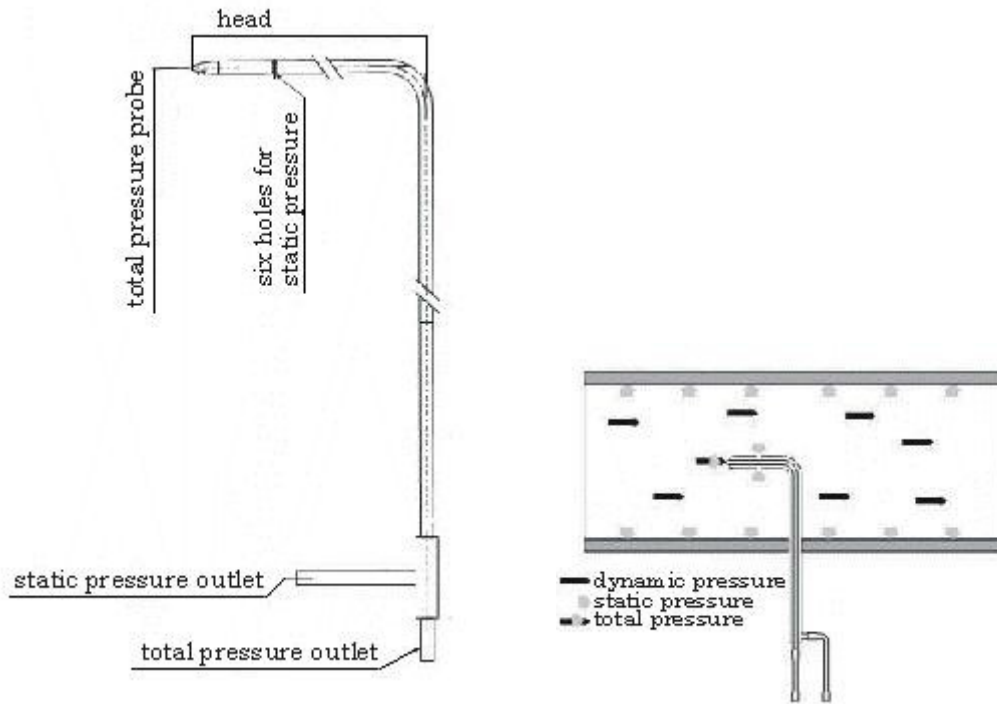 head
total pressure probe
six holes for
static pressure
static pressure outlet
total pressure outlet
dynamic pressure
static pressure
total pressure